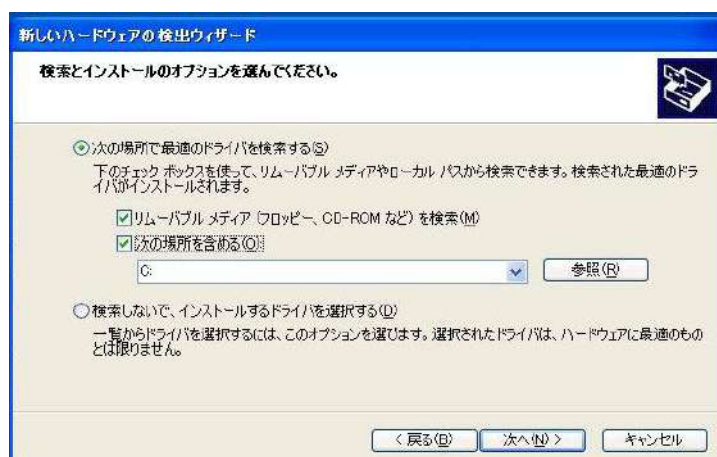 新しいハードウェアの検出ウィザード
検索とインストールのオプションを選んでください。
次の場所で最適のドライバを検索する(S)
下のチェック ボックスを使って、リムーバブル メディアやローカル パスから検索できます。検索された最適のドラ
イバがインストールされます。
リムーバブル メディア (フロッピー、CD-ROM など) を検索(M)
次の場所を含める(O):
C:
参照(R)
検索しないで、インストールするドライバを選択する(D)
一覧からドライバを選択するには、このオプションを選びます。選択されたドライバは、ハードウェアに最適のもの
とは限りません。
< 戻る(B) 次へ(N) > キャンセル